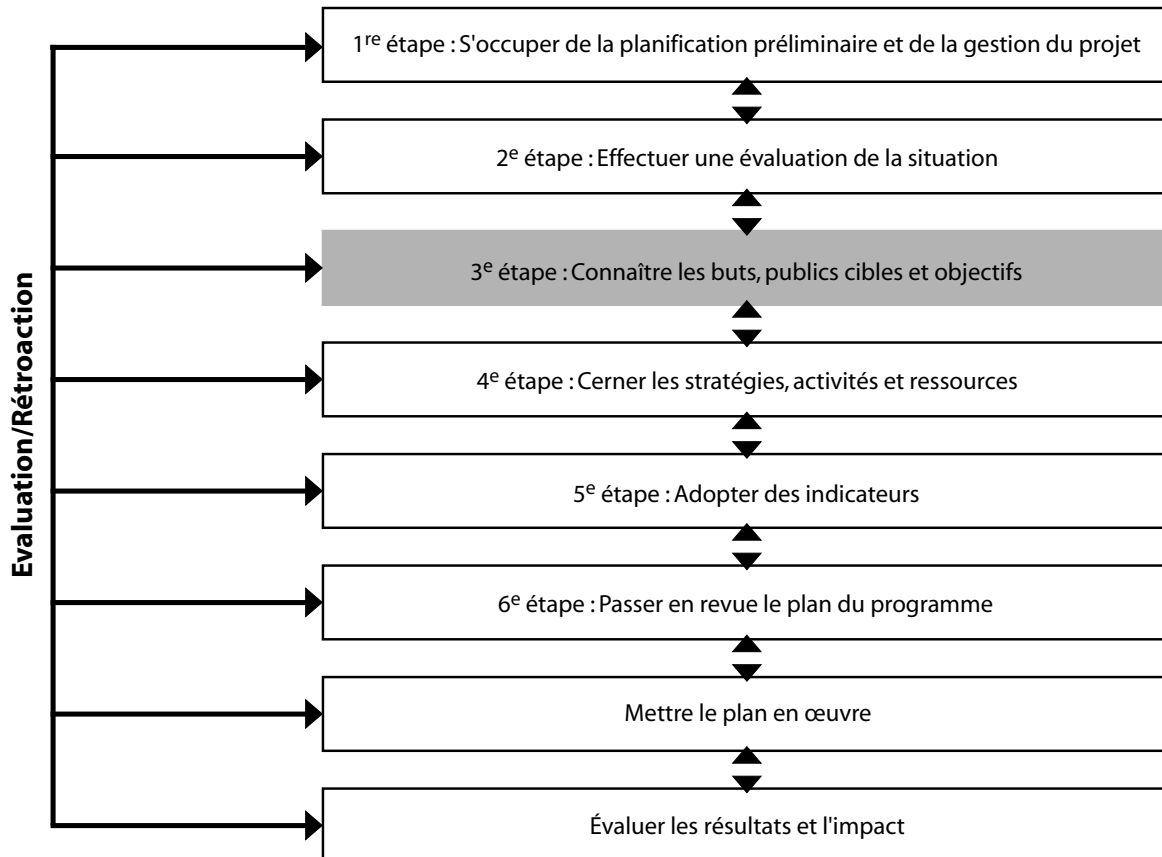 1re étape : S'occuper de la planification préliminaire et de la gestion du projet
2e étape : Effectuer une évaluation de la situation
3e étape : Connaître les buts, publics cibles et objectifs
4e étape : Cerner les stratégies, activités et ressources
5e étape : Adopter des indicateurs
6e étape : Passer en revue le plan du programme
Mettre le plan en œuvre
Évaluer les résultats et l'impact
Evaluation/Rétroaction